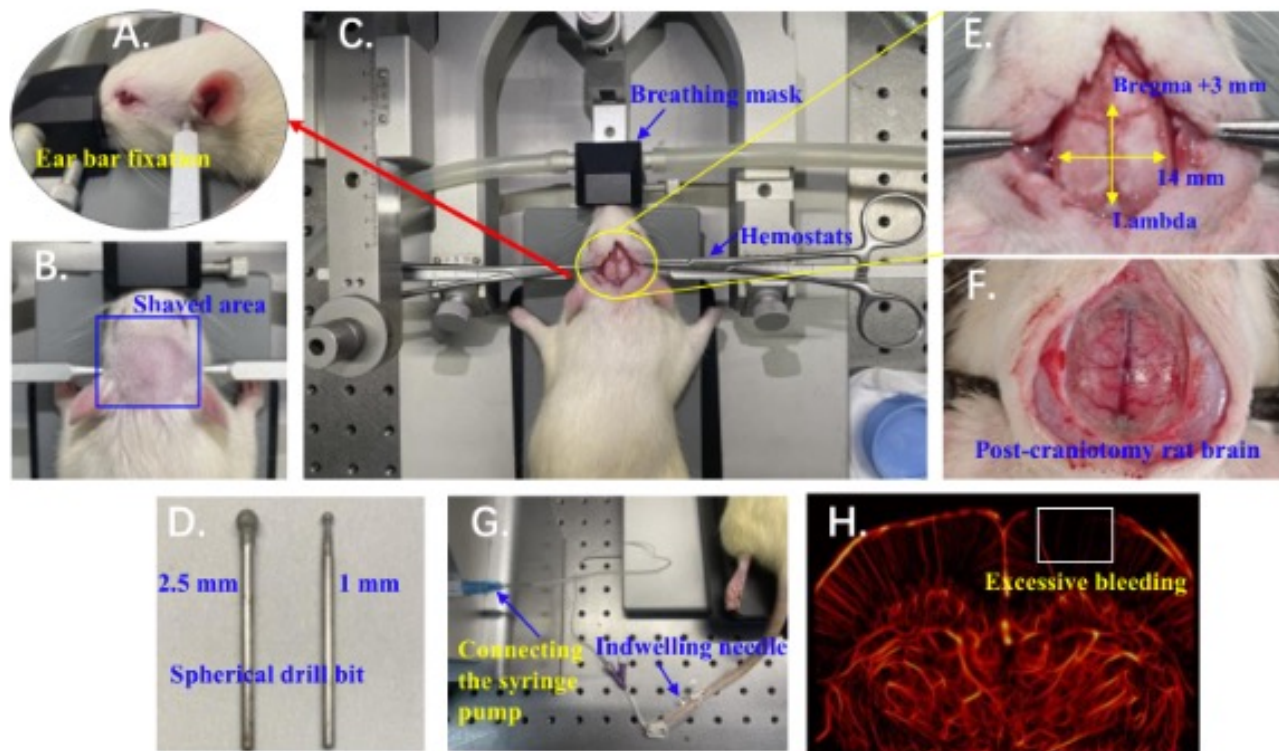 A.
Ear bar fixation
B.
Shaved area
C.
Breathing mask
Hemostats
E.
Bregma +3 mm
14 mm
Lambda
F.
Post-craniotomy rat brain
D.
2.5 mm
1 mm
Spherical drill bit
G.
Connecting
the syringe
pump
Indwelling needle
H.
Excessive bleeding